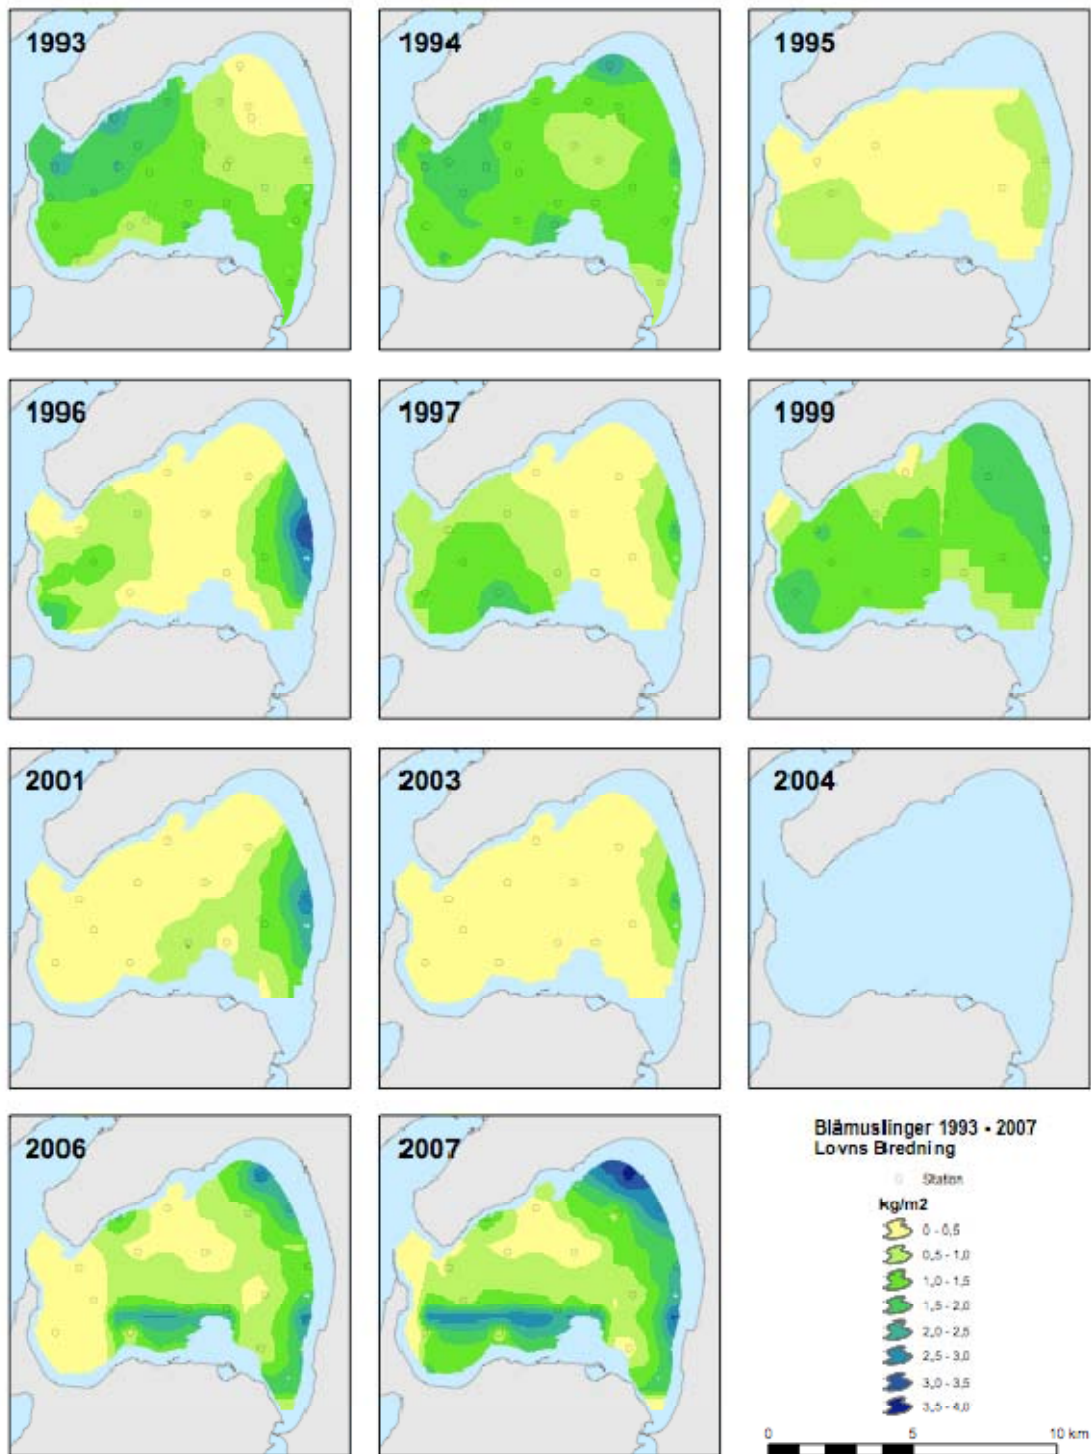 1993
1994
1995
1996
1997
1999
2001
2003
2004
2006
2007
Blåmuslinger 1993 - 2007
Lovns Bredning
Station
kg/m2
0 - 0,5
0,5 - 1,0
1,0 - 1,5
1,5 - 2,0
2,0 - 2,5
2,5 - 3,0
3,0 - 3,5
3,5 - 4,0
0 5 10 km